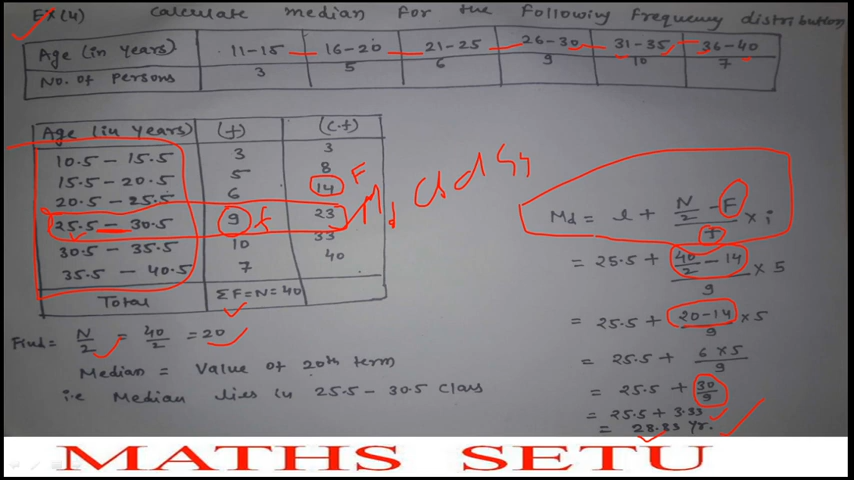 Ex(4) Calculate median for the following frequency distribution
Age (in years) 11-15 16-20 21-25 26-30 31-35 36-40
No. of Persons 3 5 6 9 10 7
Age (in years) (f) (c.f)
10.5 - 15.5 3 3
15.5 - 20.5 5 8
20.5 - 25.5 6 14 F
25.5 - 30.5 9 f 23 Md class
30.5 - 35.5 10 33
35.5 - 40.5 7 40
Total ΣF=N=40
Find = N/2 = 40/2 = 20
Median = Value of 20th term
i.e Median lies in 25.5 - 30.5 class
Md = l + (N/2 - F)/f × i
= 25.5 + (40/2 - 14)/9 × 5
= 25.5 + (20-14)/9 × 5
= 25.5 + (6×5)/9
= 25.5 + 30/9
= 25.5 + 3.33
= 28.83 yr.
MATHS SETU